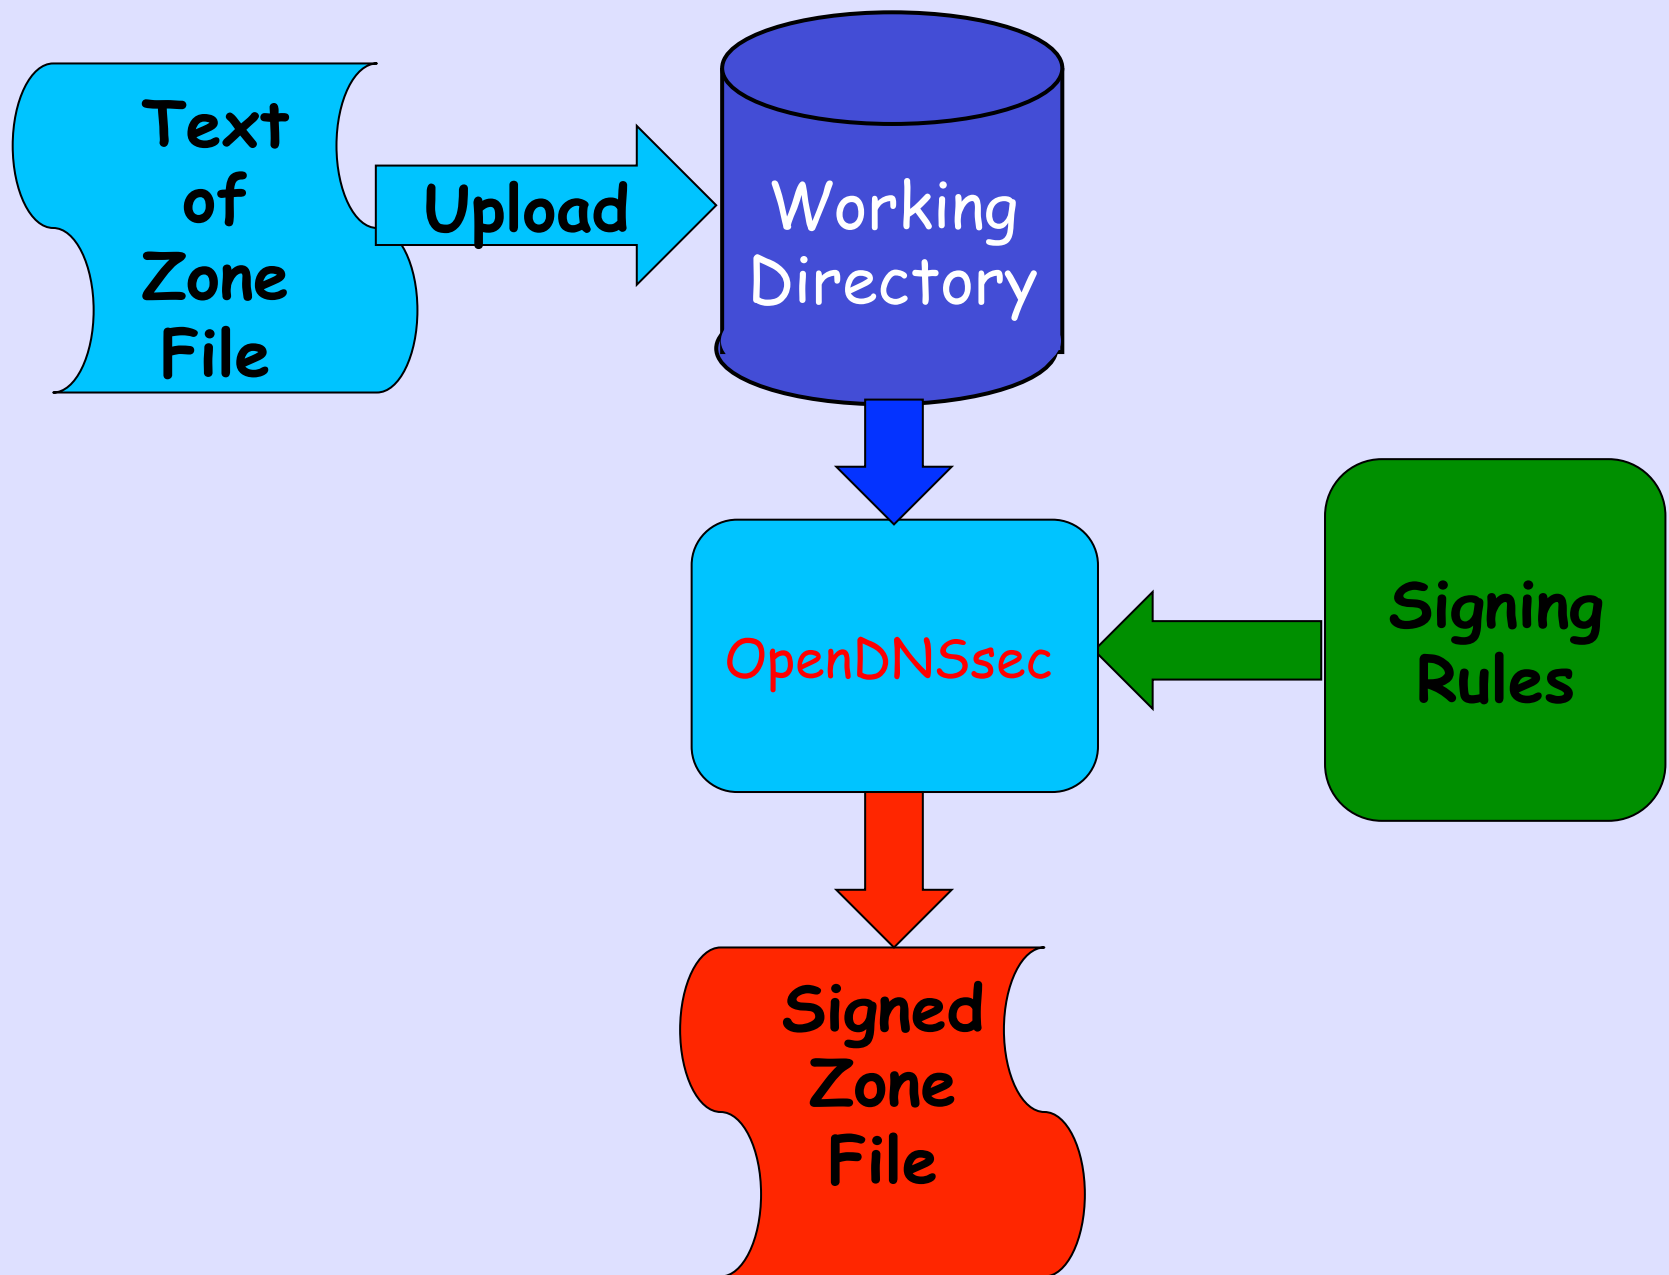 Text
of
Zone
File
Upload
Working
Directory
OpenDNSsec
Signing
Rules
Signed
Zone
File